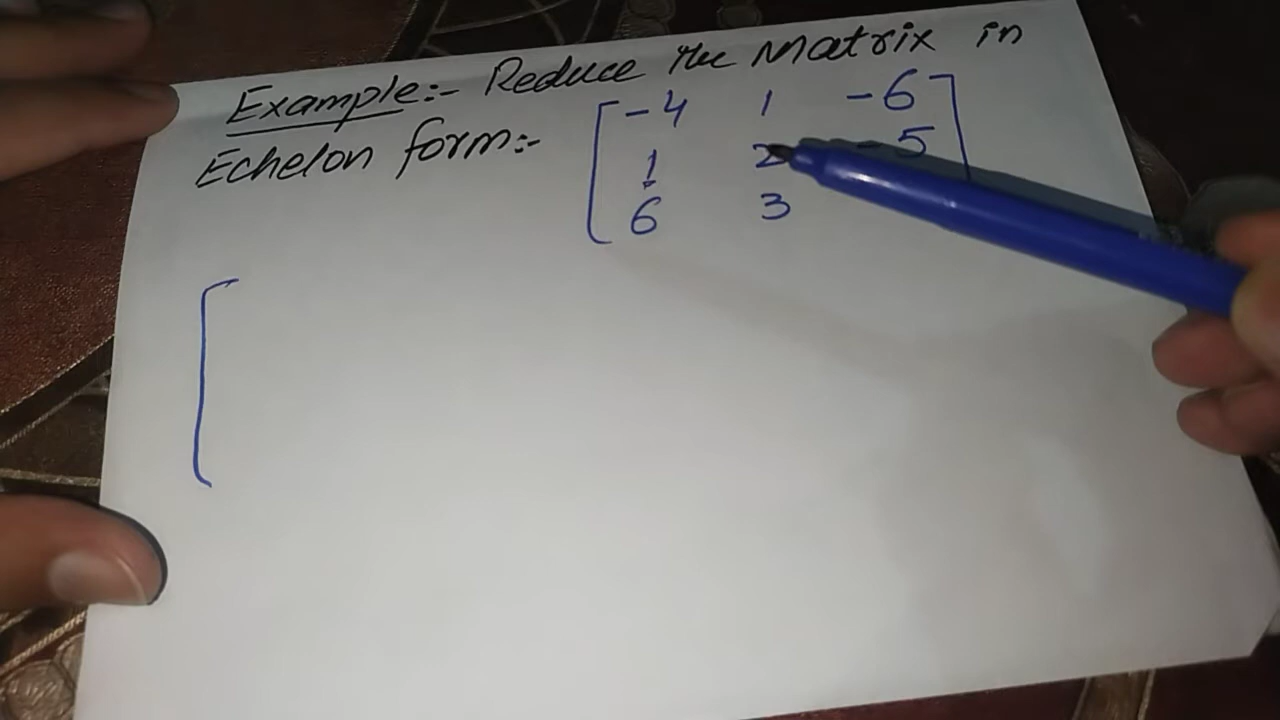 Example:- Reduce the Matrix in
Echelon form:- [ -4 1 -6 ]
1 2 -5
6 3